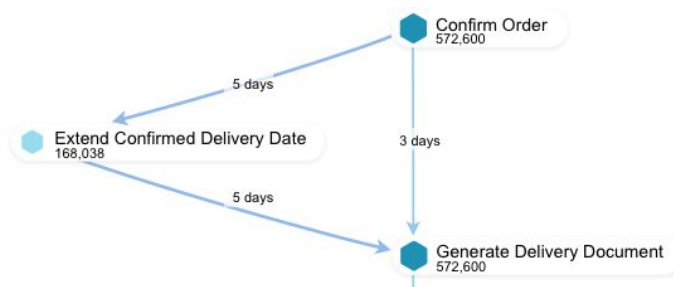 Confirm Order
572,600
5 days
Extend Confirmed Delivery Date
168,038
3 days
5 days
Generate Delivery Document
572,600